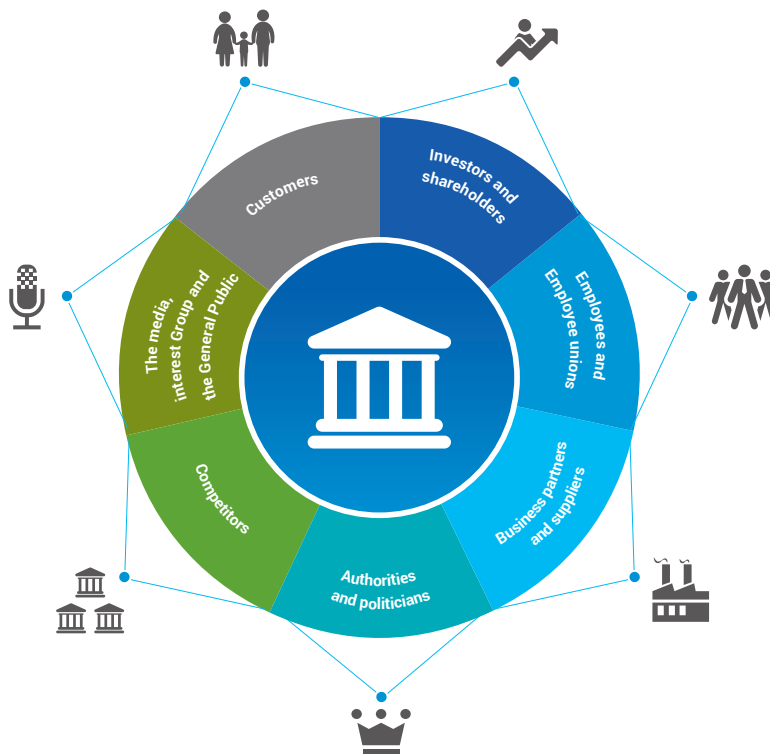 Customers
Investors and
shareholders
Employees and
Employee unions
Business partners
and suppliers
Authorities
and politicians
Competitors
The media,
interest Group and
the General Public